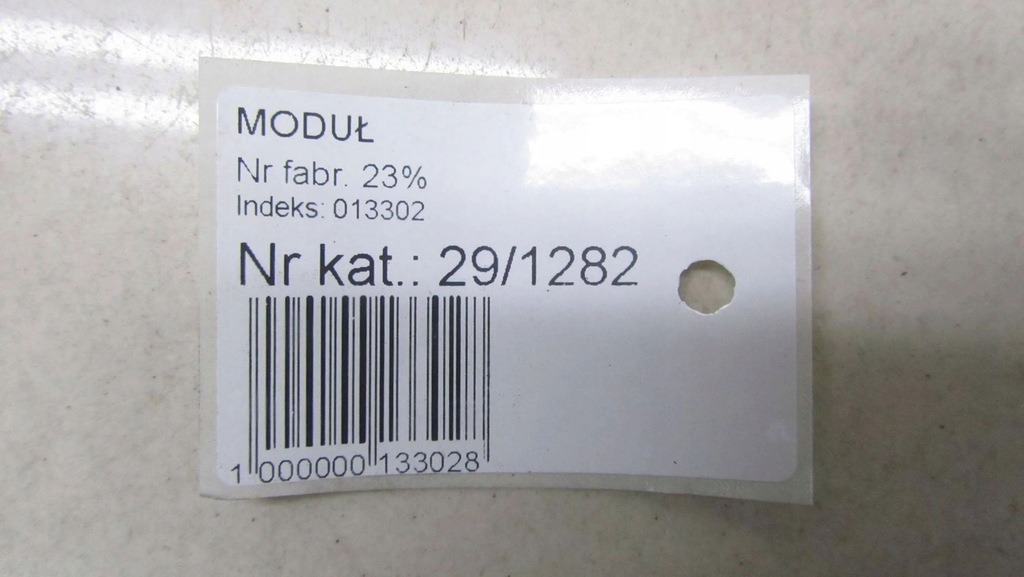 MODUŁ
Nr fabr. 23%
Indeks: 013302
Nr kat.: 29/1282
1 000000 133028